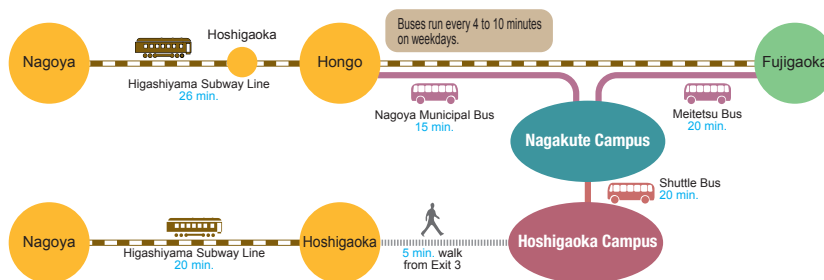 Buses run every 4 to 10 minutes
on weekdays.
Nagoya
Hoshigaoka
Hongo
Fujigaoka
Higashiyama Subway Line
26 min.
Nagoya Municipal Bus
15 min.
Meitetsu Bus
20 min.
Nagakute Campus
Shuttle Bus
20 min.
Nagoya
Higashiyama Subway Line
20 min.
Hoshigaoka
5 min. walk
from Exit 3
Hoshigaoka Campus